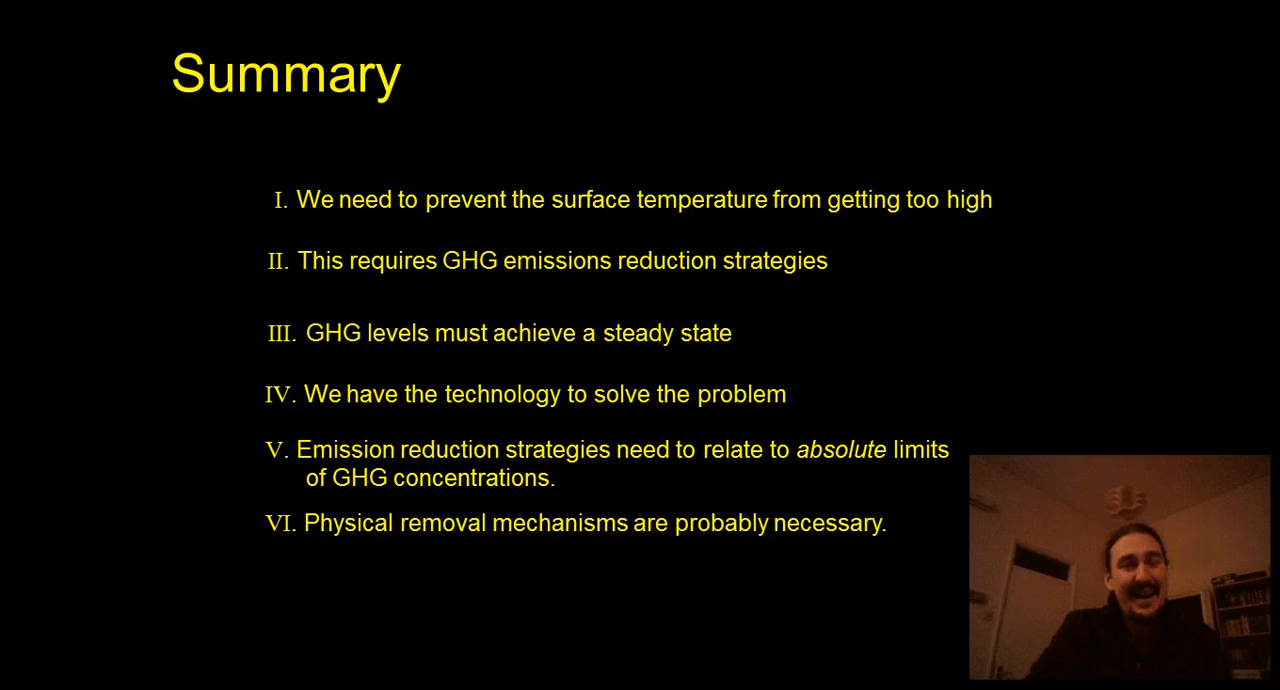 Summary
I. We need to prevent the surface temperature from getting too high
II. This requires GHG emissions reduction strategies
III. GHG levels must achieve a steady state
IV. We have the technology to solve the problem
V. Emission reduction strategies need to relate to absolute limits
of GHG concentrations.
VI. Physical removal mechanisms are probably necessary.